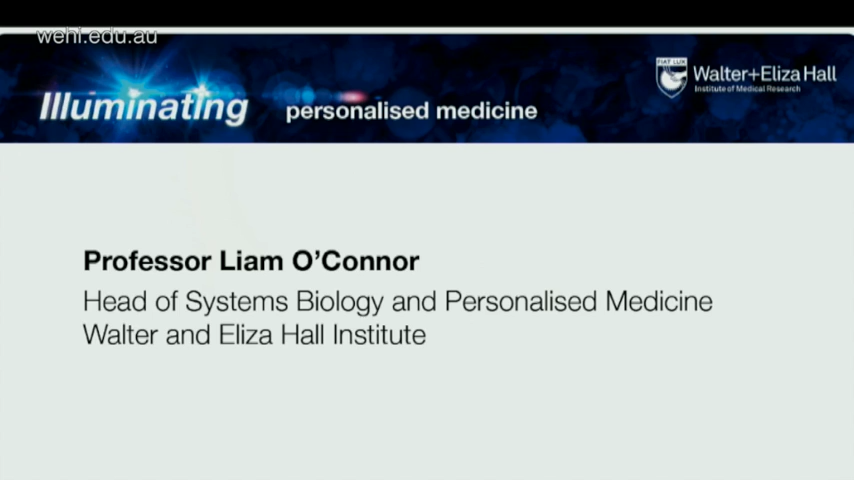 wehi.edu.au
Illuminating personalised medicine
FIAT LUX
Walter+Eliza Hall
Institute of Medical Research
Professor Liam O’Connor
Head of Systems Biology and Personalised Medicine
Walter and Eliza Hall Institute